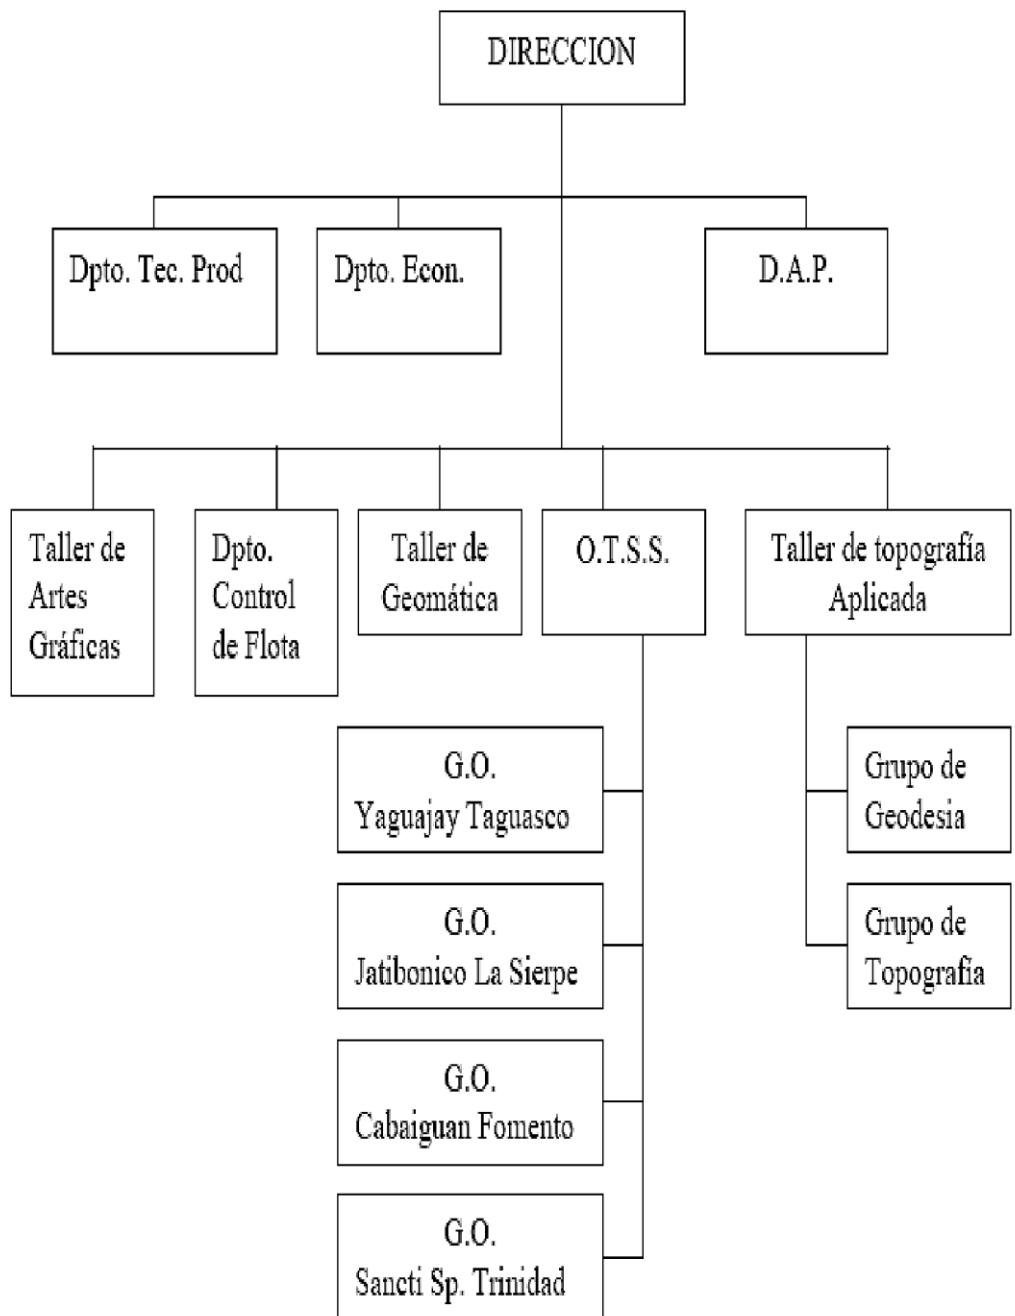 DIRECCION
Dpto. Tec. Prod
Dpto. Econ.
D.A.P.
Taller de
Artes
Gráficas
Dpto.
Control
de Flota
Taller de
Geomática
O.T.S.S.
Taller de topografía
Aplicada
G.O.
Yaguajay Taguasco
G.O.
Jatibonico La Sierpe
G.O.
Cabaiguan Fomento
G.O.
Sancti Sp. Trinidad
Grupo de
Geodesia
Grupo de
Topografía